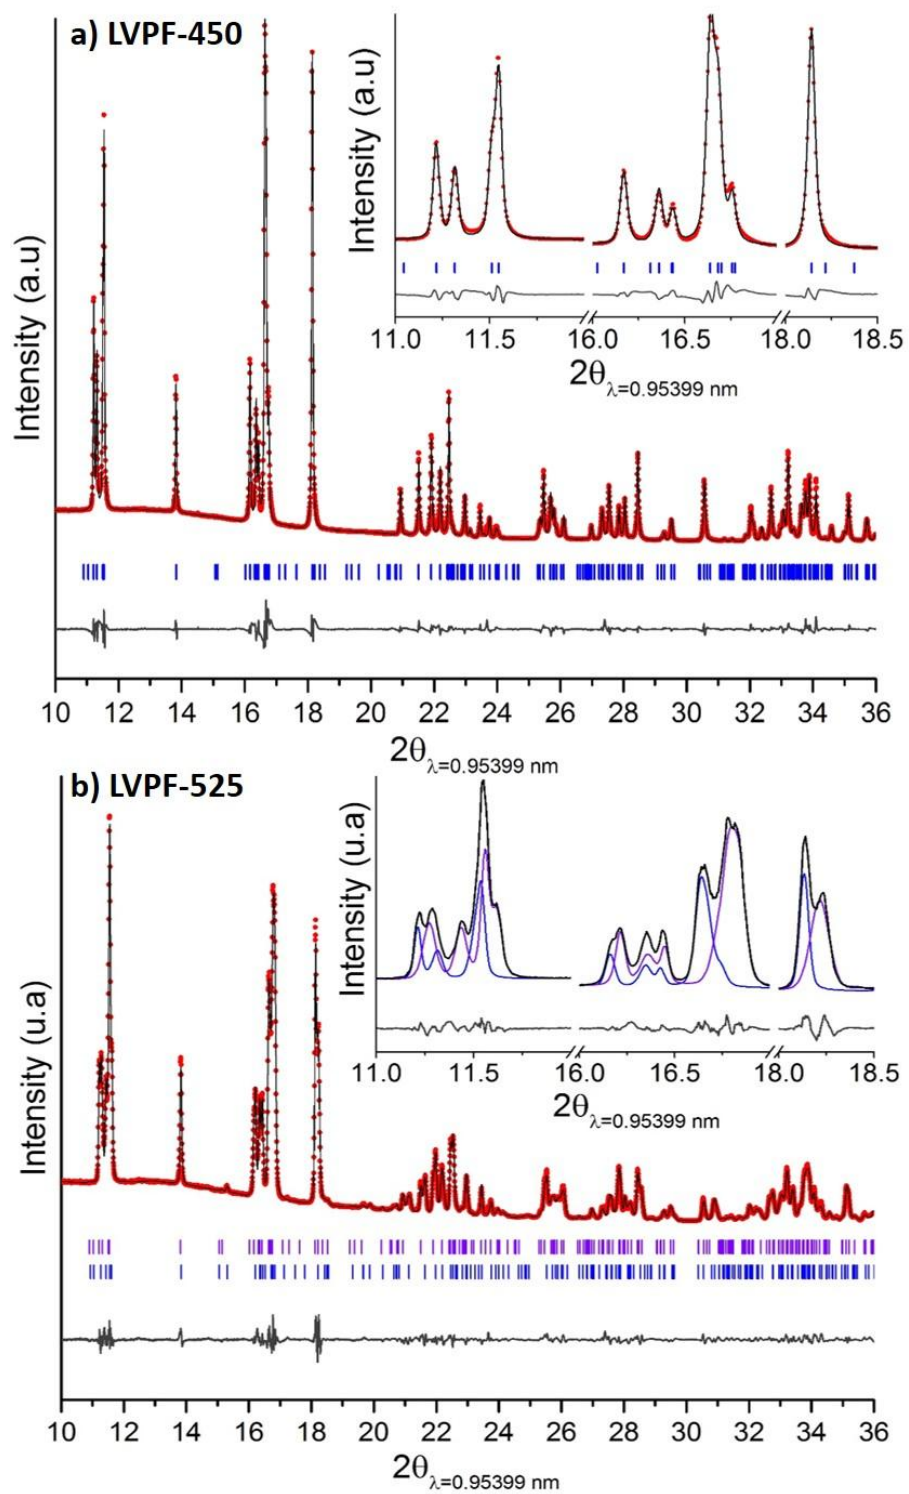 a) LVPF-450
Intensity (a.u)
Intensity (a.u)
11.0 11.5 16.0 16.5 18.0 18.5
2θλ=0.95399 nm
10 12 14 16 18 20 22 24 26 28 30 32 34 36
2θλ=0.95399 nm
b) LVPF-525
Intensity (u.a)
Intensity (u.a)
11.0 11.5 16.0 16.5 18.0 18.5
2θλ=0.95399 nm
10 12 14 16 18 20 22 24 26 28 30 32 34 36
2θλ=0.95399 nm